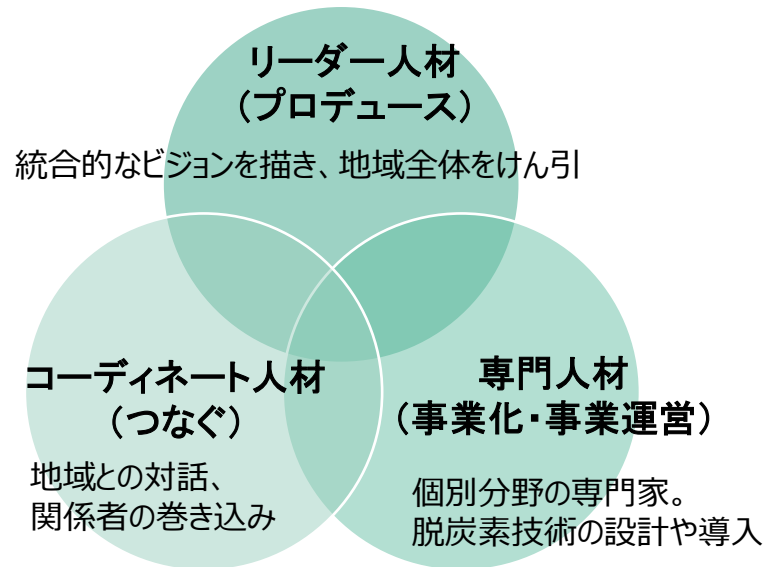 リーダー人材
（プロデュース）
統合的なビジョンを描き、地域全体をけん引
コーディネート人材
（つなぐ）
地域との対話、
関係者の巻き込み
専門人材
（事業化・事業運営）
個別分野の専門家。
脱炭素技術の設計や導入